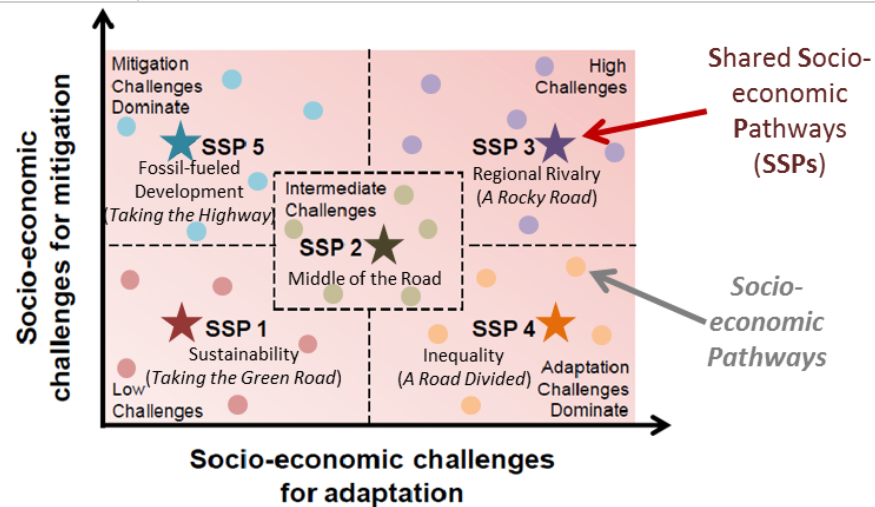 Socio-economic
challenges for mitigation
Mitigation
Challenges
Dominate
SSP 5
Fossil-fueled
Development
(Taking the Highway)
High
Challenges
SSP 3
Regional Rivalry
(A Rocky Road)
Intermediate
Challenges
SSP 2
Middle of the Road
SSP 1
Sustainability
(Taking the Green Road)
Low
Challenges
SSP 4
Inequality
(A Road Divided)
Adaptation
Challenges
Dominate
Socio-economic challenges
for adaptation
Shared Socio-
economic
Pathways
(SSPs)
Socio-
economic
Pathways